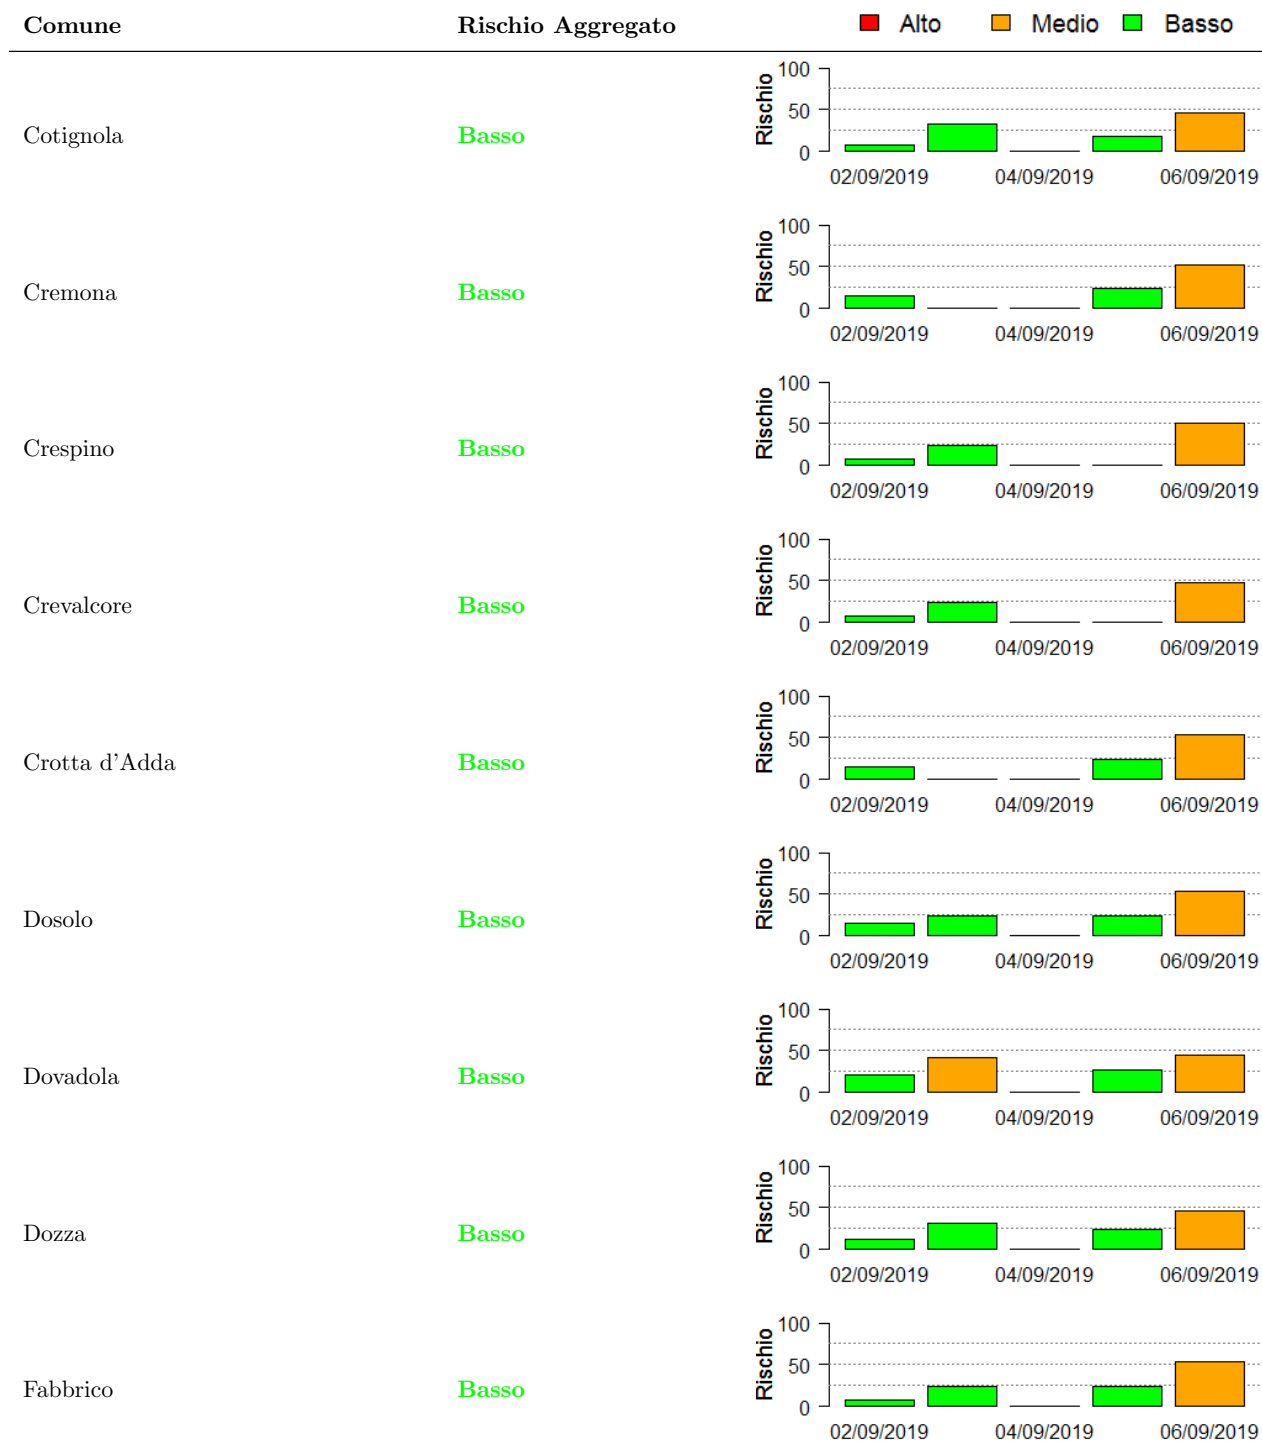 Comune Rischio Aggregato Alto Medio Basso
100
50
0
Rischio
Cotignola Basso
02/09/2019 04/09/2019 06/09/2019
100
50
0
Rischio
Cremona Basso
02/09/2019 04/09/2019 06/09/2019
100
50
0
Rischio
Crespino Basso
02/09/2019 04/09/2019 06/09/2019
100
50
0
Rischio
Crevalcore Basso
02/09/2019 04/09/2019 06/09/2019
100
50
0
Rischio
Crotta d'Adda Basso
02/09/2019 04/09/2019 06/09/2019
100
50
0
Rischio
Dosolo Basso
02/09/2019 04/09/2019 06/09/2019
100
50
0
Rischio
Dovadola Basso
02/09/2019 04/09/2019 06/09/2019
100
50
0
Rischio
Dozza Basso
02/09/2019 04/09/2019 06/09/2019
100
50
0
Rischio
Fabbrico Basso
02/09/2019 04/09/2019 06/09/2019